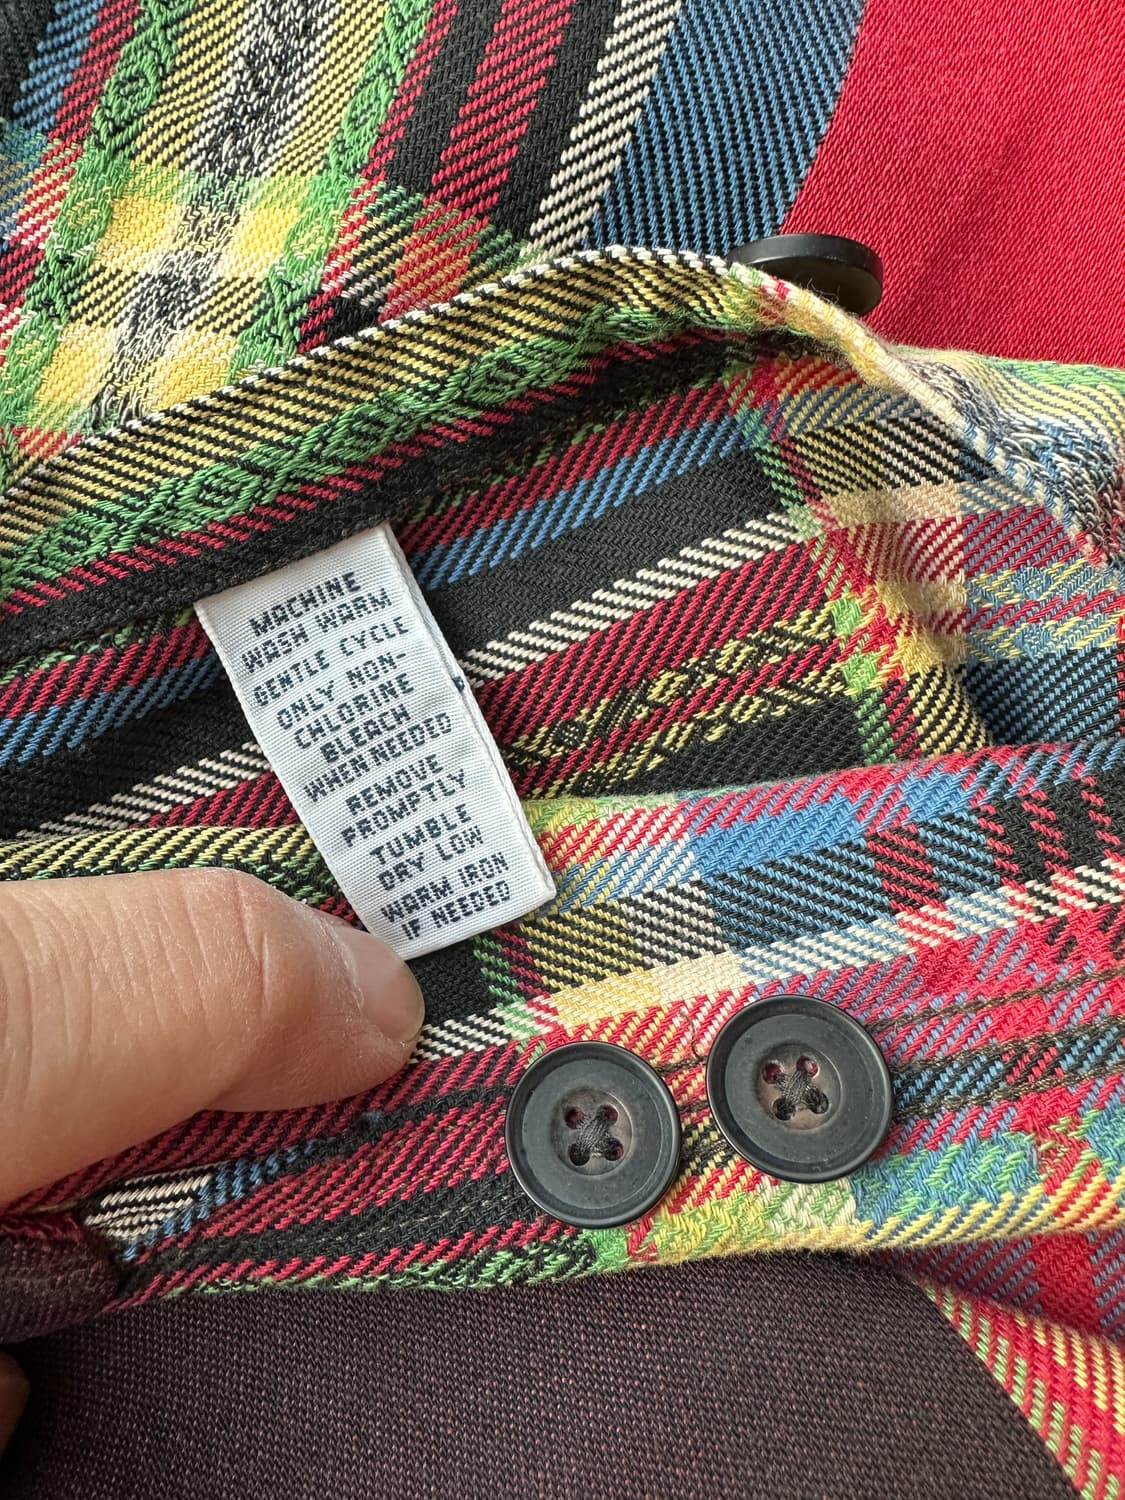 MACHINE
WASH WARM
GENTLE CYCLE
ONLY NON-
CHLORINE
BLEACH
WHEN NEEDED
REMOVE
PROMPTLY
TUMBLE
DRY LOW
WARM IRON
IF NEEDED